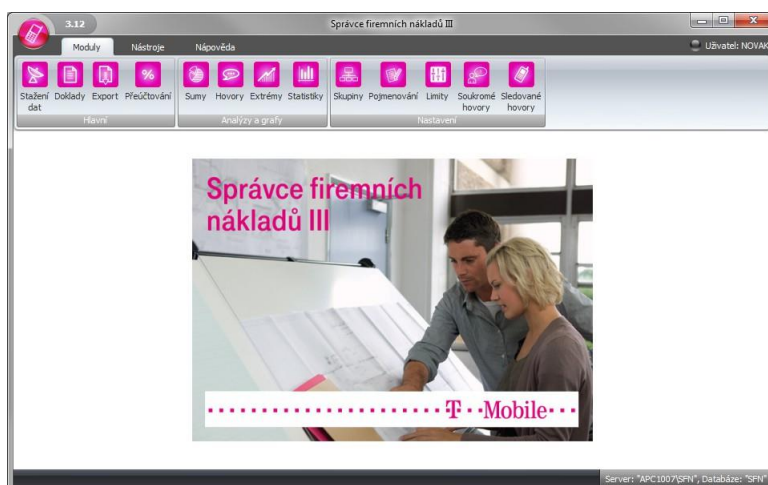 3.12
Správce firemních nákladů III
Moduly Nástroje Nápověda
Uživatel: NOVAK
Stažení dat Doklady Export Přeúčtování Sumy Hovory Extrémy Statistiky Skupiny Pojmenování Limity Soukromé hovory Sledované hovory
Hlavní Analýzy a grafy Nastavení
Správce firemních
nákladů III
T··Mobile···
Server: "APC1007\SFN", Databáze: "SFN"